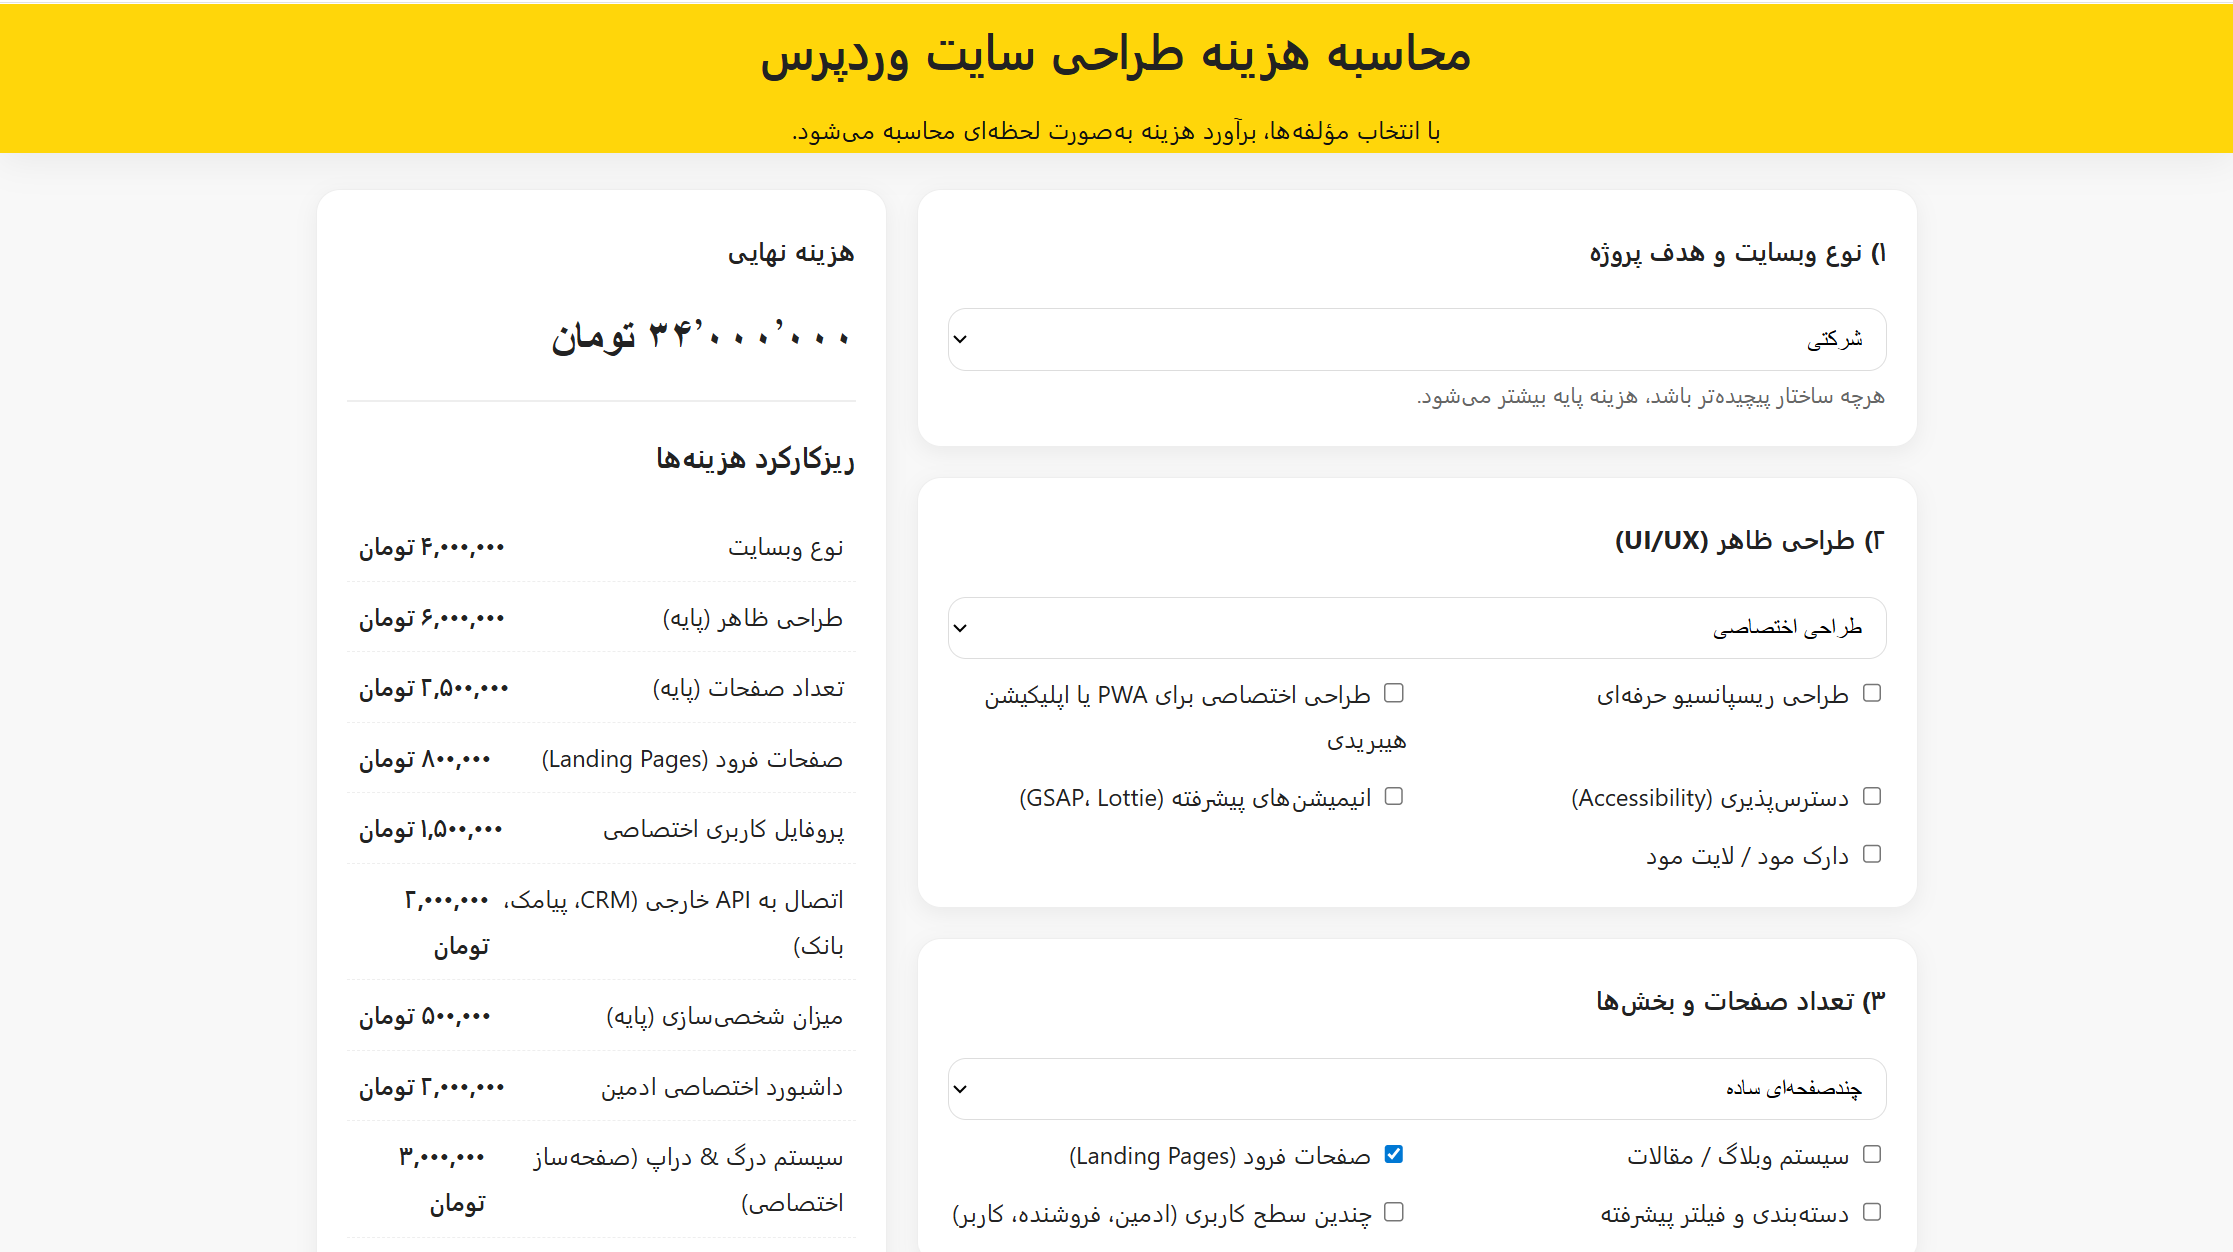 محاسبه هزینه طراحی سایت وردپرس
با انتخاب مؤلفه‌ها، برآورد هزینه به‌صورت لحظه‌ای محاسبه می‌شود.
۱) نوع وبسایت و هدف پروژه
شرکتی
هرچه ساختار پیچیده‌تر باشد، هزینه پایه بیشتر می‌شود.
۲) طراحی ظاهر (UI/UX)
طراحی اختصاصی
طراحی ریسپانسیو حرفه‌ای
طراحی اختصاصی برای PWA یا اپلیکیشن
هیبریدی
دسترس‌پذیری (Accessibility)
انیمیشن‌های پیشرفته (GSAP، Lottie)
دارک مود / لایت مود
۳) تعداد صفحات و بخش‌ها
چندصفحه‌ای ساده
سیستم وبلاگ / مقالات
صفحات فرود (Landing Pages)
دسته‌بندی و فیلتر پیشرفته
چندین سطح کاربری (ادمین، فروشنده، کاربر)
هزینه نهایی
۳۴٬۰۰۰٬۰۰۰ تومان
ریزکارکرد هزینه‌ها
نوع وبسایت ۴,۰۰۰,۰۰۰ تومان
طراحی ظاهر (پایه) ۶,۰۰۰,۰۰۰ تومان
تعداد صفحات (پایه) ۲,۵۰۰,۰۰۰ تومان
صفحات فرود (Landing Pages) ۸۰۰,۰۰۰ تومان
پروفایل کاربری اختصاصی ۱,۵۰۰,۰۰۰ تومان
اتصال به API خارجی (CRM، پیامک، ۲,۰۰۰,۰۰۰
بانک) تومان
میزان شخصی‌سازی (پایه) ۵۰۰,۰۰۰ تومان
داشبورد اختصاصی ادمین ۲,۰۰۰,۰۰۰ تومان
سیستم درگ & دراپ (صفحه‌ساز ۳,۰۰۰,۰۰۰
اختصاصی) تومان